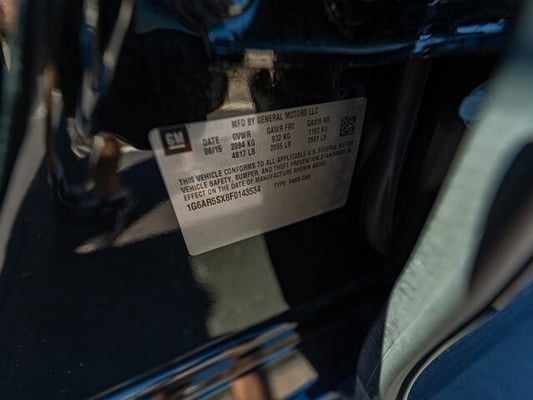 GM
MFD BY GENERAL MOTORS LLC
DATE GVWR GAWR FRT GAWR RR
06/15 2094 KG 932 KG 1162 KG
4617 LB 2055 LB 2562 LB
THIS VEHICLE CONFORMS TO ALL APPLICABLE U.S. FEDERAL MOTOR
VEHICLE SAFETY, BUMPER, AND THEFT PREVENTION STANDARDS IN
EFFECT ON THE DATE OF MANUFACTURE SHOWN ABOVE.
1G6AR5SX8F0143534 TYPE: PASS CAR